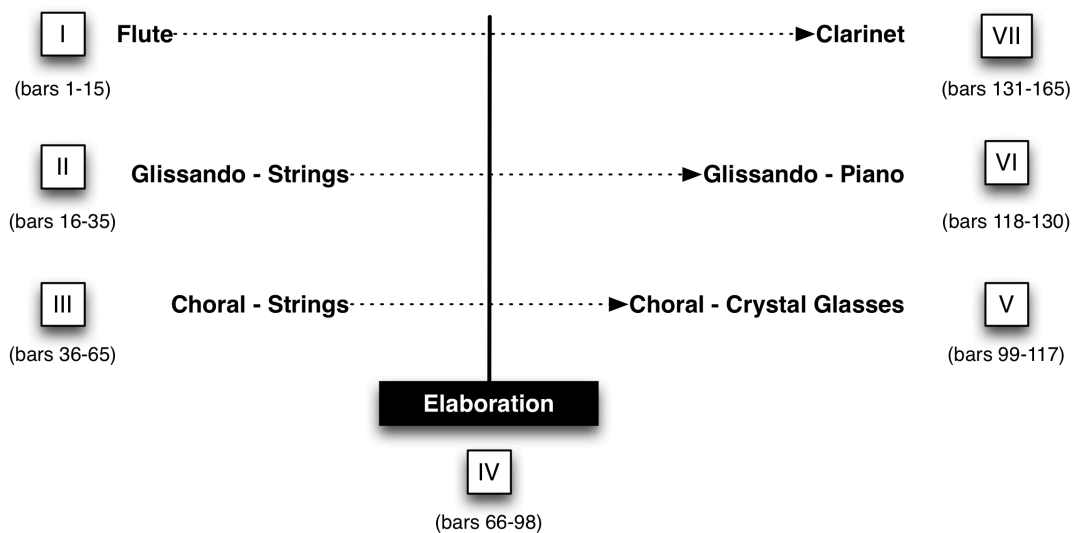 I Flute Clarinet VII
(bars 1-15) (bars 131-165)
II Glissando - Strings Glissando - Piano VI
(bars 16-35) (bars 118-130)
III Choral - Strings Choral - Crystal Glasses V
(bars 36-65) (bars 99-117)
Elaboration
IV
(bars 66-98)